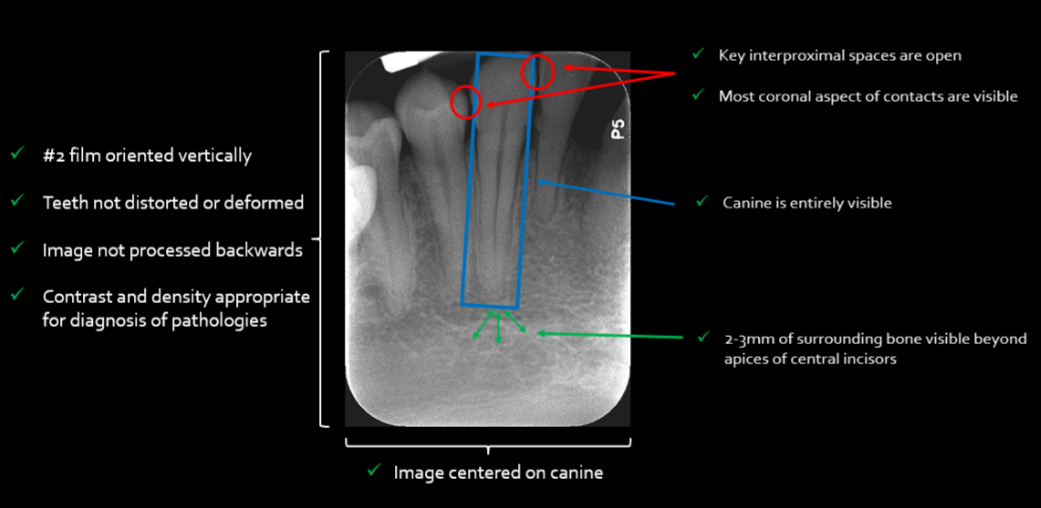 #2 film oriented vertically
Teeth not distorted or deformed
Image not processed backwards
Contrast and density appropriate
for diagnosis of pathologies
P5
Key interproximal spaces are open
Most coronal aspect of contacts are visible
Canine is entirely visible
2-3mm of surrounding bone visible beyond
apices of central incisors
Image centered on canine